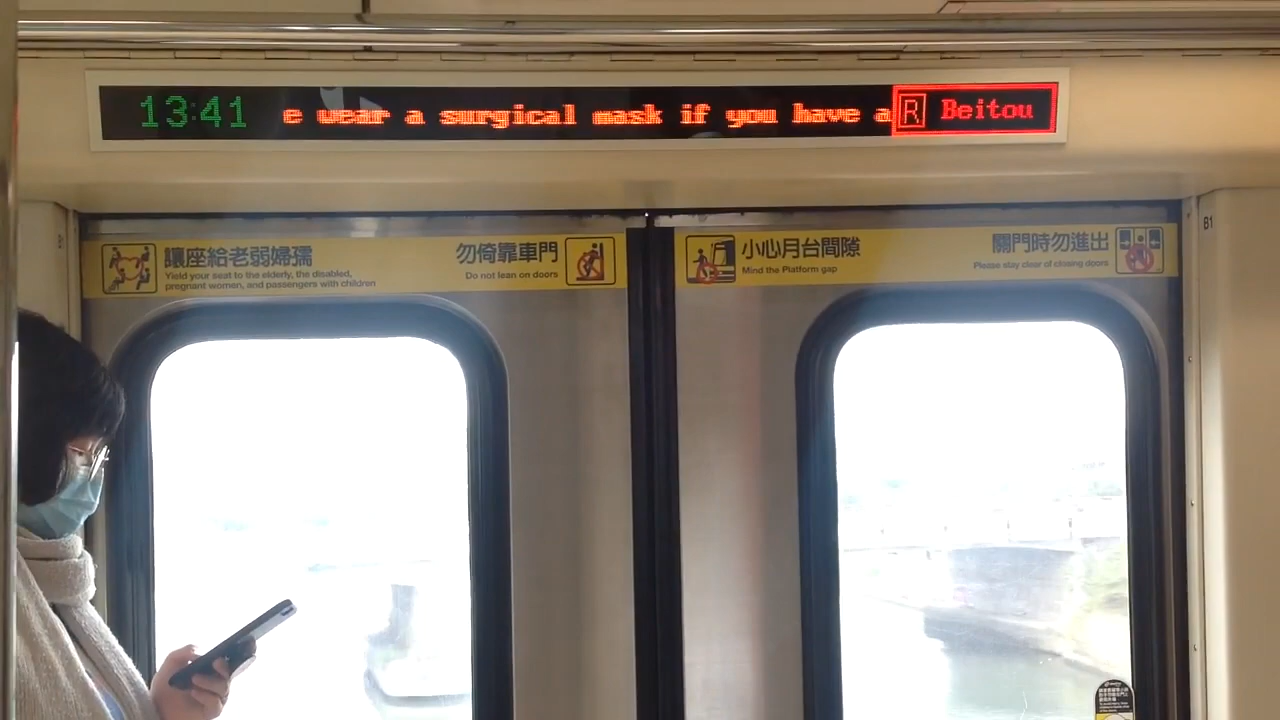 13:41
e wear a surgical mask if you have a
R Beitou
讓座給老弱婦孺
Yield your seat to the elderly, the disabled,
pregnant women, and passengers with children
勿倚靠車門
Do not lean on doors
小心月台間隙
Mind the Platform gap
關門時勿進出
Please stay clear of closing doors
B1